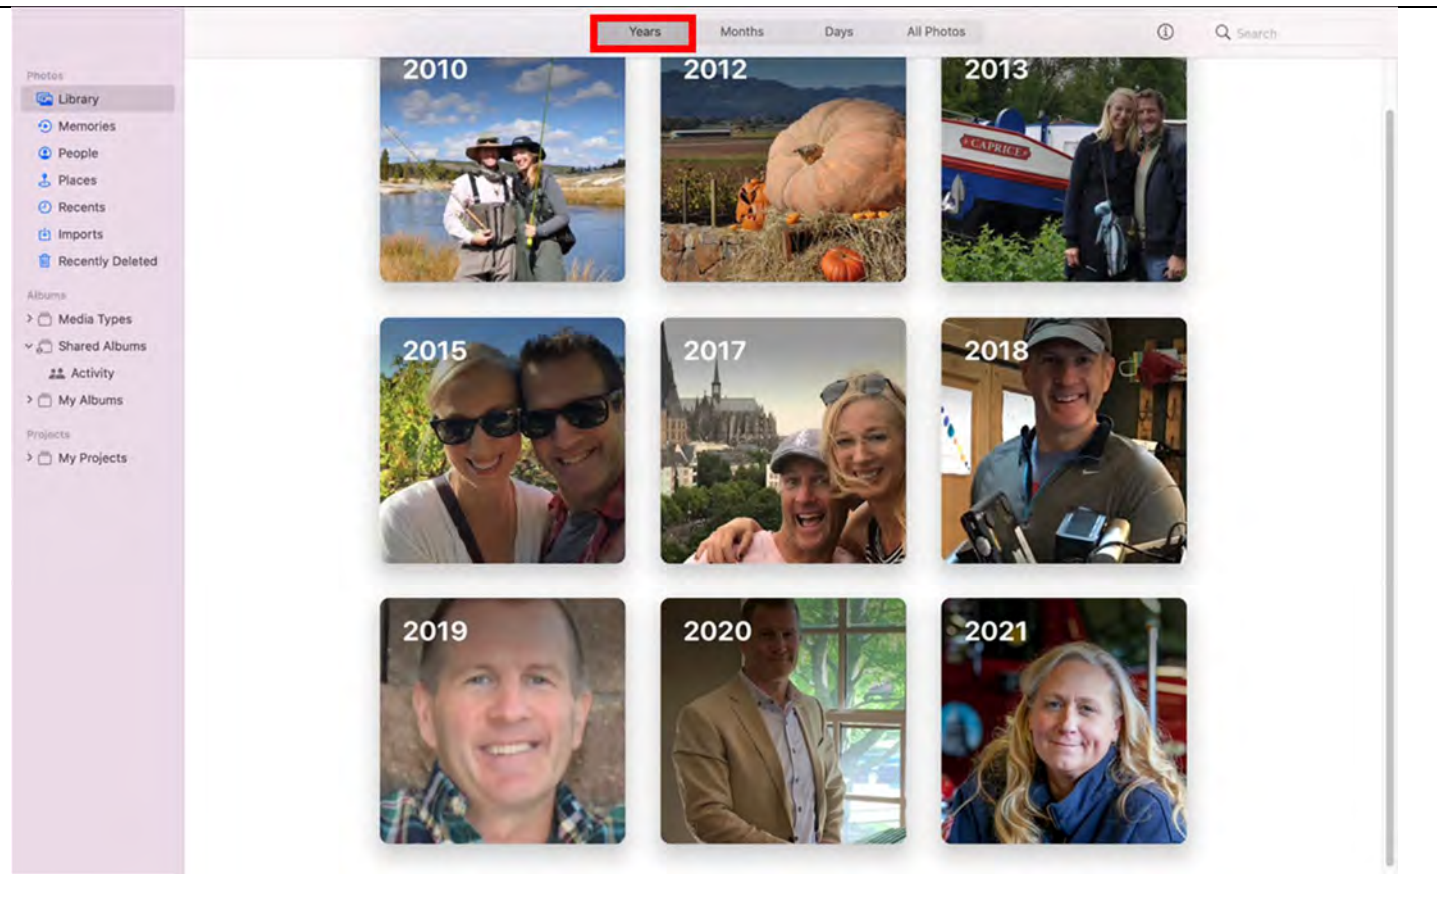 Years Months Days All Photos Search
Photos
Library
Memories
People
Places
Recents
Imports
Recently Deleted
Albums
Media Types
Shared Albums
Activity
My Albums
Projects
My Projects
2010 2012 2013
CAPRICE
2015 2017 2018
2019 2020 2021